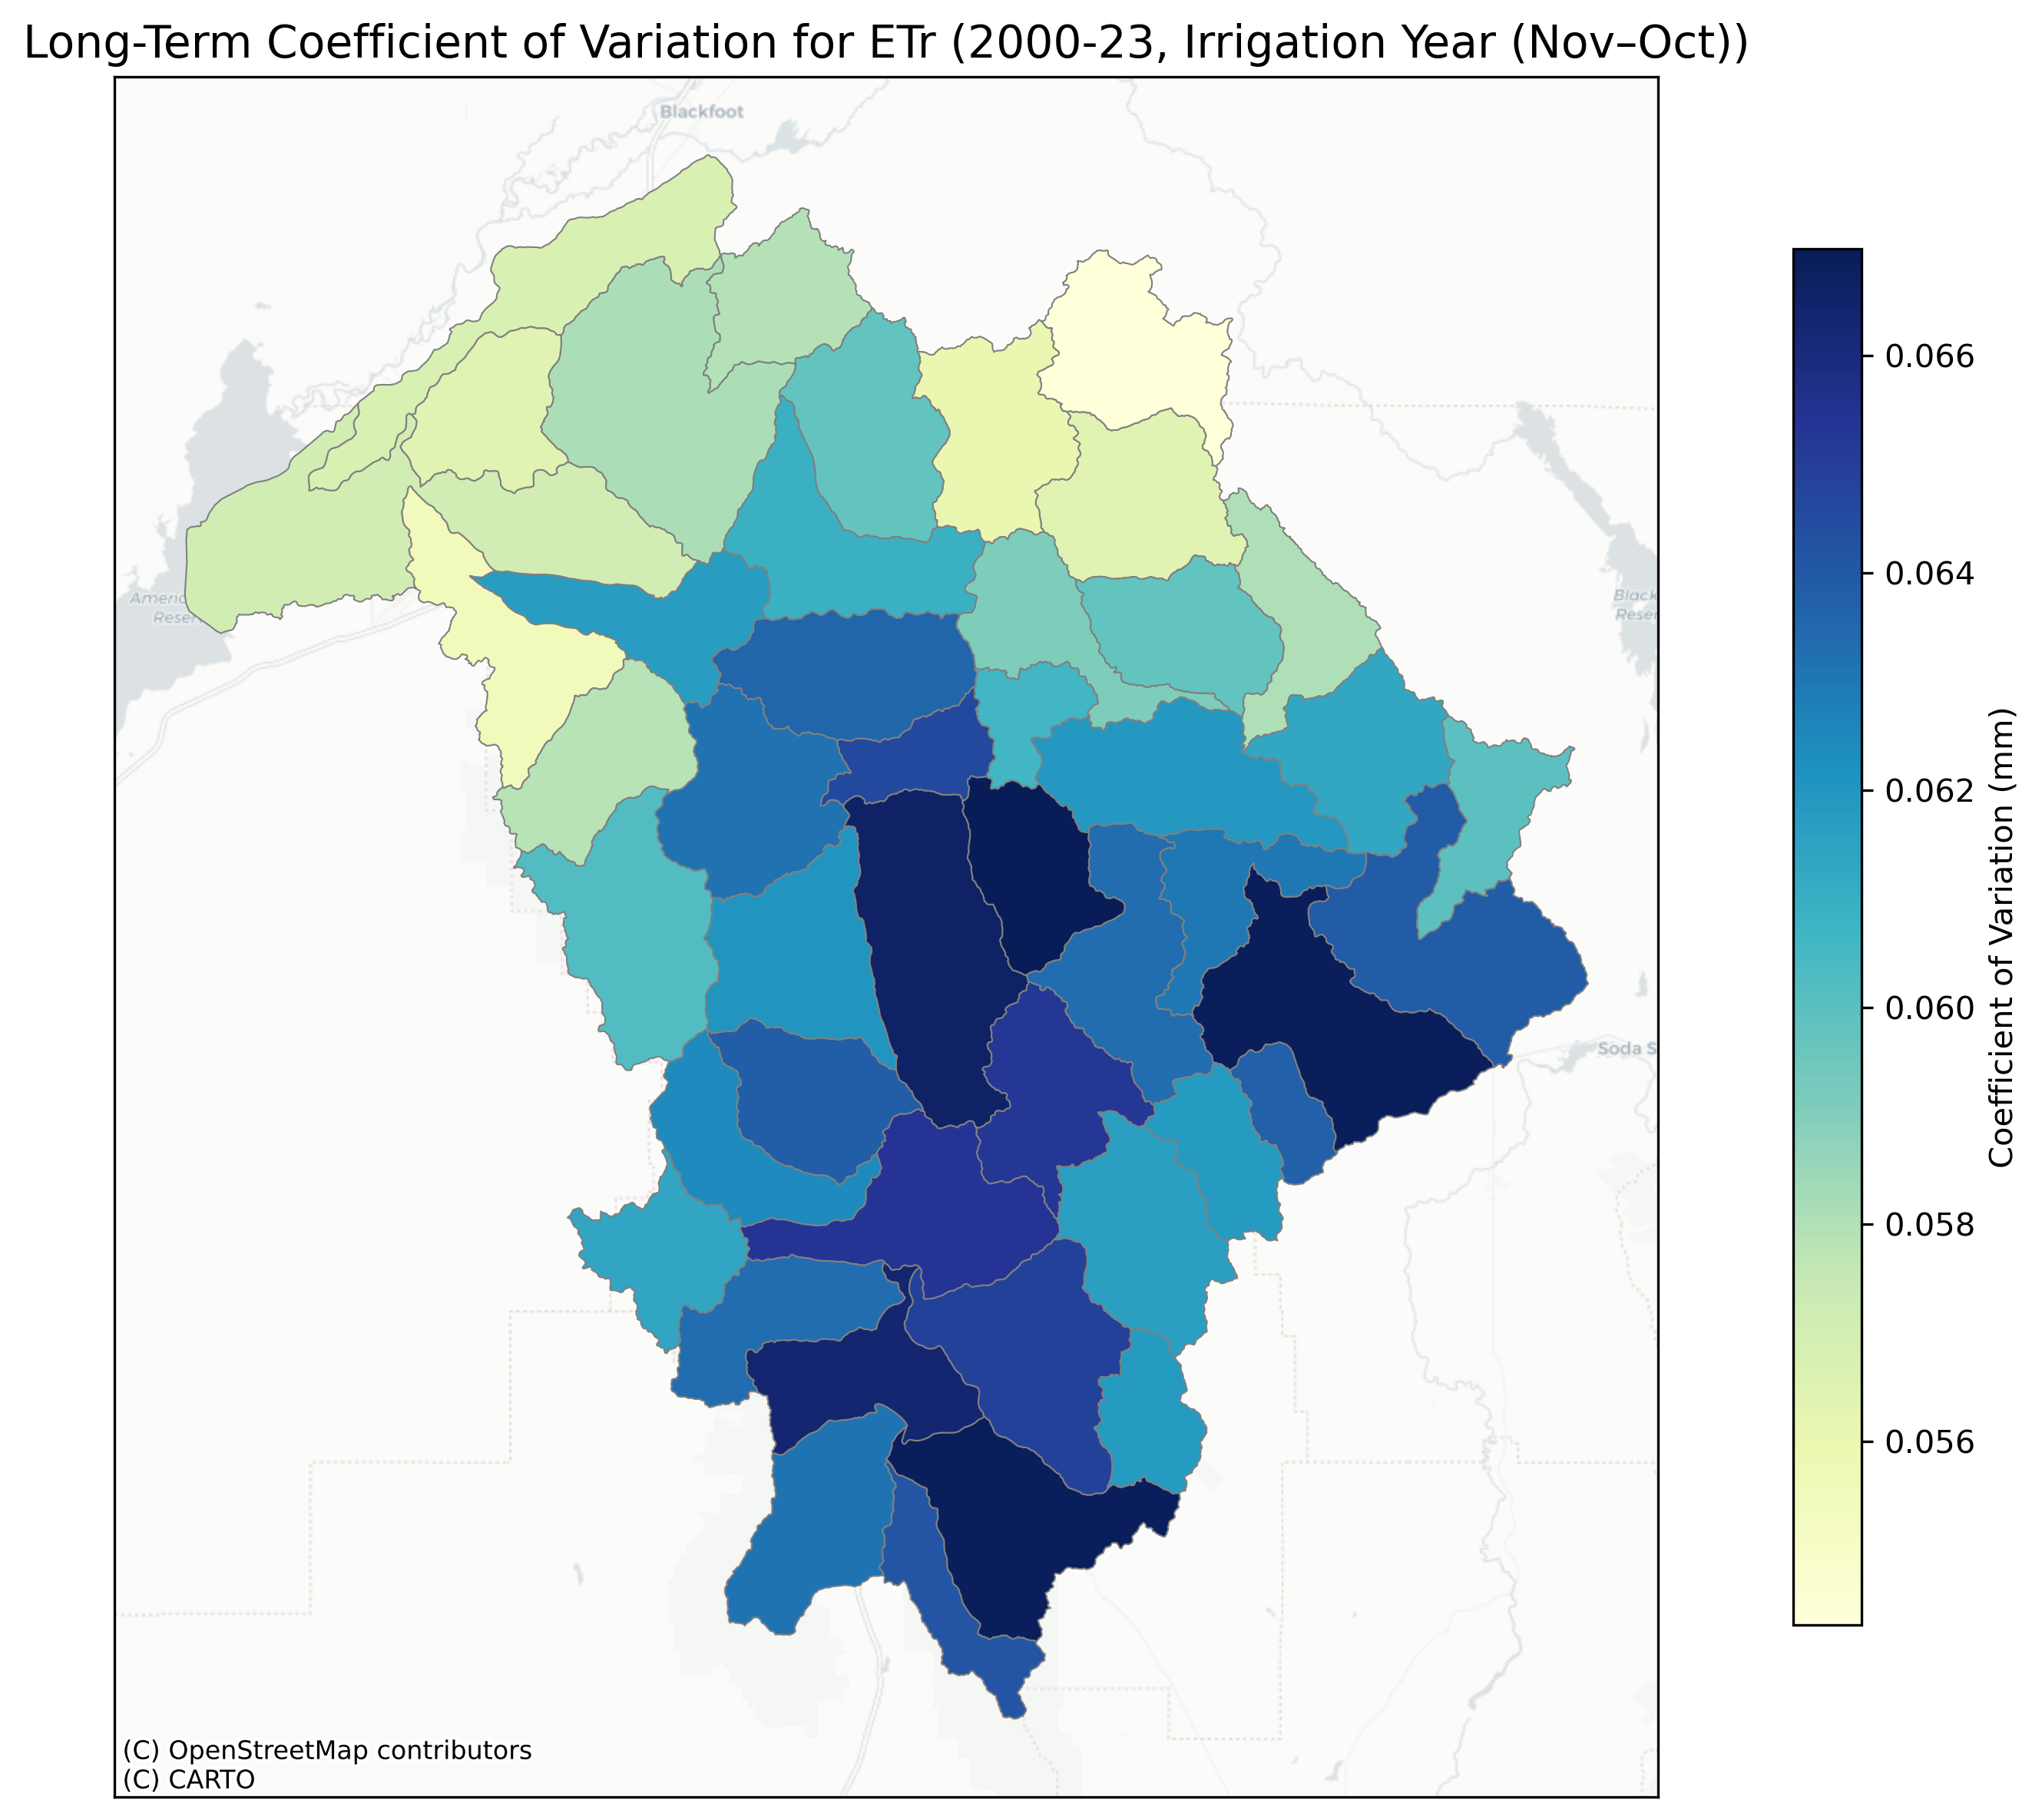 Long-Term Coefficient of Variation for ETr (2000-23, Irrigation Year (Nov–Oct))
Blackfoot
0.066
0.064
Americ
Reser
Black
Reser
0.062
0.060
Soda S
0.058
0.056
Coefficient of Variation (mm)
(C) OpenStreetMap contributors
(C) CARTO